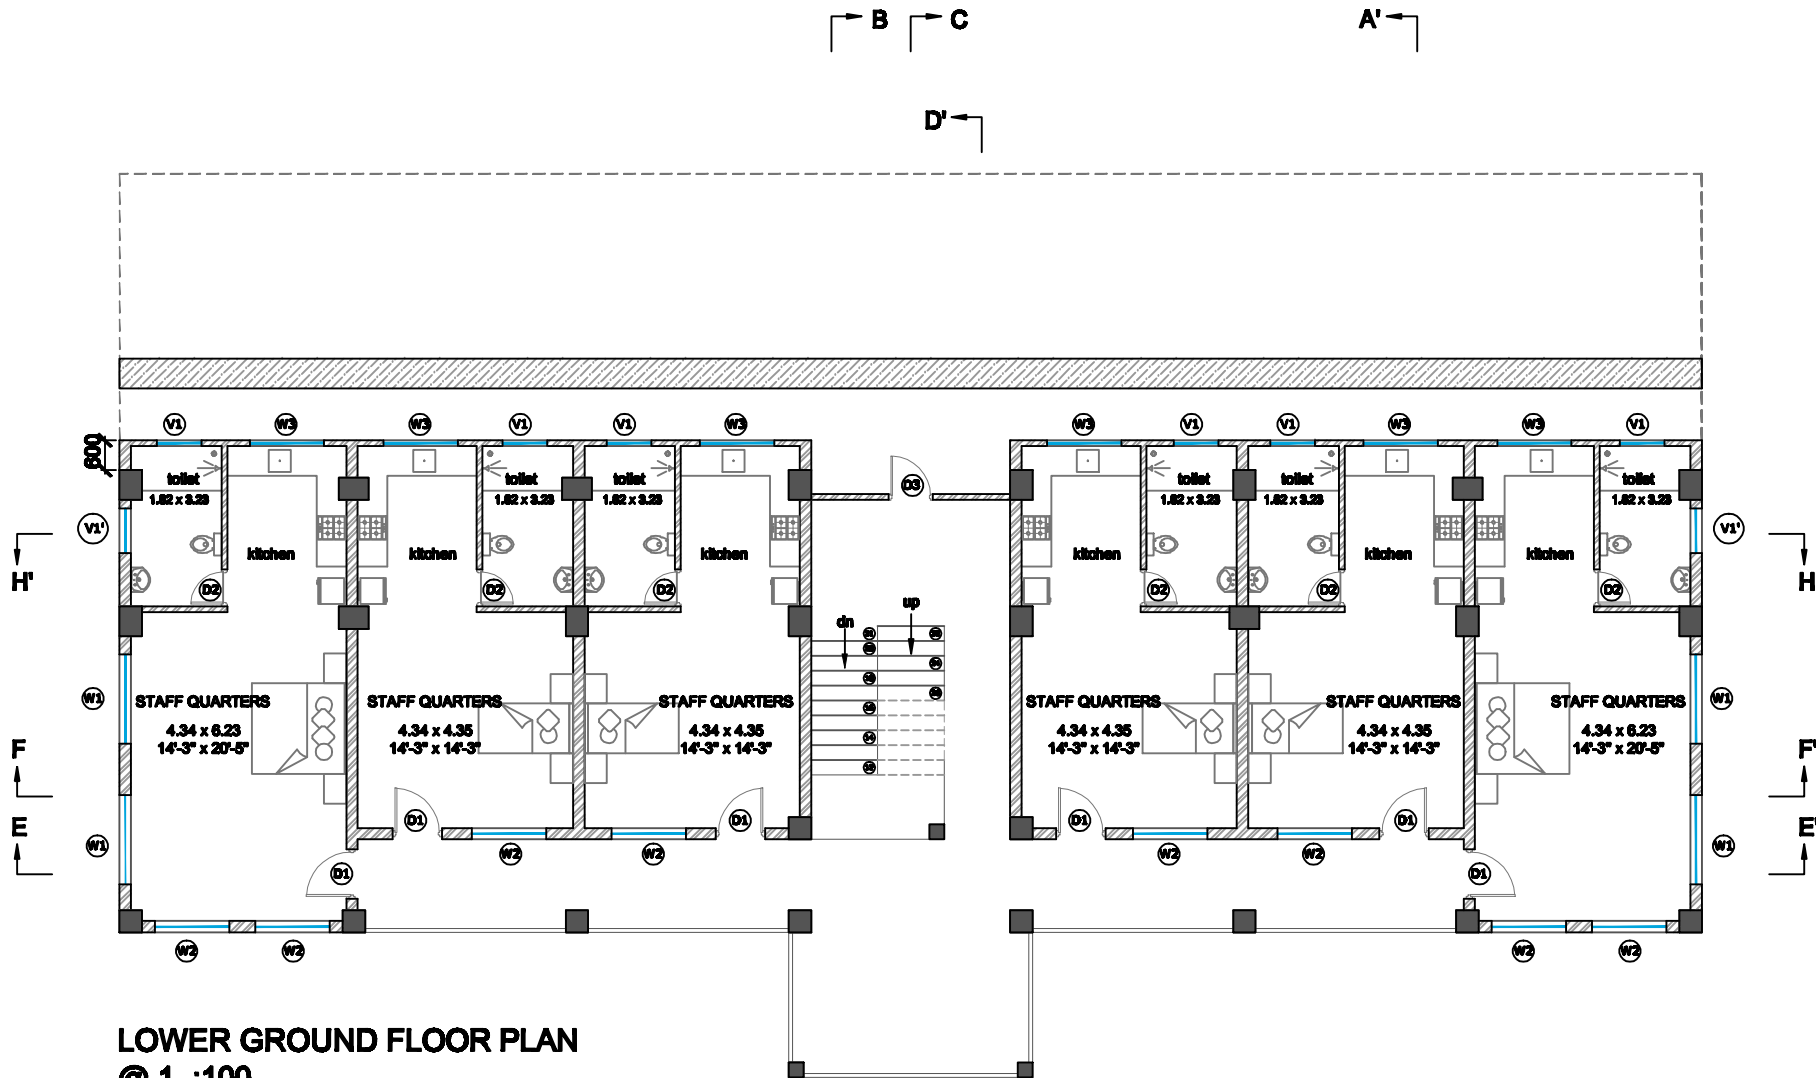 B C A'
D'
V1 W3 W3 V1 V1 W3 W3 V1 V1 W3 W3 V1
600
toilet toilet toilet toilet toilet toilet
1.82 x 3.23 1.82 x 3.23 1.82 x 3.23 1.82 x 3.23 1.82 x 3.23 1.82 x 3.23
D3
V1' V1'
kitchen kitchen kitchen kitchen kitchen kitchen
H' H
D2 D2 D2 D2 D2 D2
dn up
W1 W1
STAFF QUARTERS STAFF QUARTERS STAFF QUARTERS STAFF QUARTERS STAFF QUARTERS STAFF QUARTERS
4.34 x 6.23 4.34 x 4.35 4.34 x 4.35 4.34 x 4.35 4.34 x 4.35 4.34 x 6.23
14'-3" x 20'-5" 14'-3" x 14'-3" 14'-3" x 14'-3" 14'-3" x 14'-3" 14'-3" x 14'-3" 14'-3" x 20'-5"
F F'
D1 D1 D1 D1
E E'
W1 W1
W2 W2 W2 W2
D1 D1
W2 W2 W2 W2
LOWER GROUND FLOOR PLAN
@ 1 :100